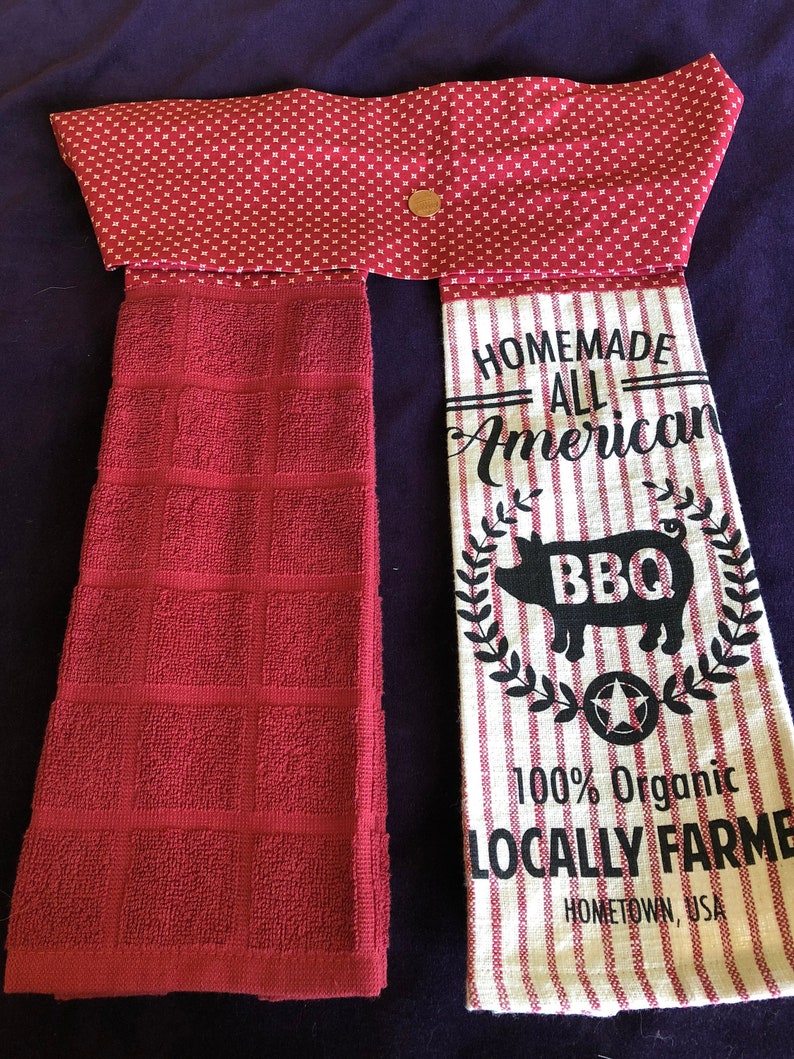 HOMEMADE
ALL
American
BBQ
100% Organic
LOCALLY FARME
HOMETOWN, USA